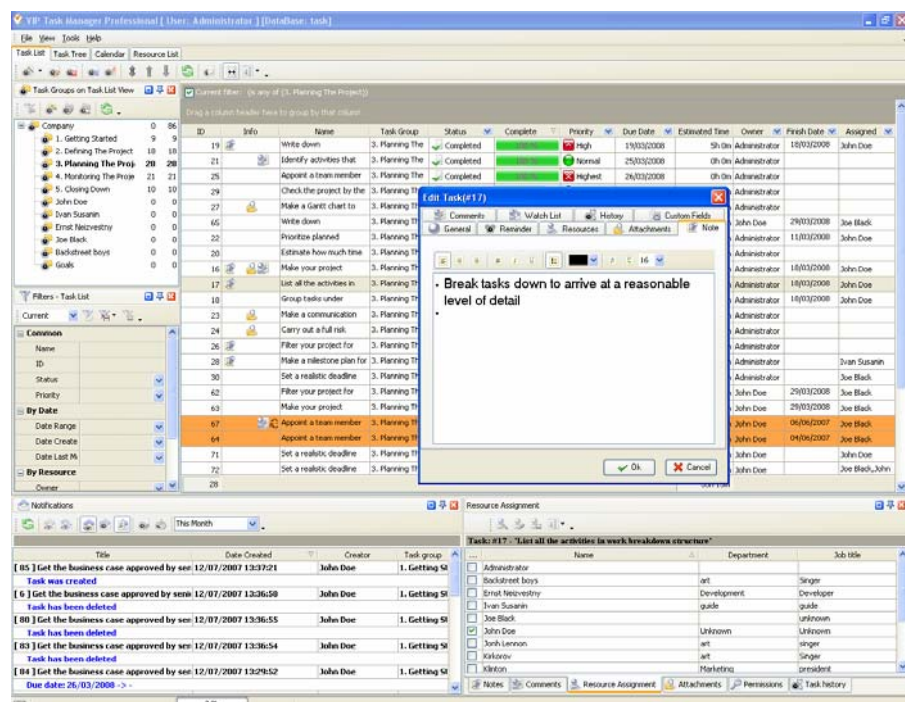 VIP Task Manager Professional [ User: Administrator ] [DataBase: task]
File View Tools Help
Task List Task Tree Calendar Resource List
Task Groups on Task List View
Company 0 86
1. Getting Started 9 9
2. Defining The Project 18 18
3. Planning The Proj 28 28
4. Monitoring The Proje 21 21
5. Closing Down 10 10
John Doe 0 0
Ivan Susanin 0 0
Ernst Neizvestny 0 0
Joe Black 0 0
Backstreet boys 0 0
Goals 0 0
Filters - Task List
Current
Common
Name
ID
Status
Priority
By Date
Date Range
Date Create
Date Last M
By Resource
Owner
Current filter: (is any of (3. Planning The Project))
Drag a column header here to group by that column
ID Info Name Task Group Status Complete Priority Due Date Estimated Time Owner Finish Date Assigned
19 Write down 3. Planning The Completed High 19/03/2008 5h 0m Administrator 18/03/2008 John Doe
21 Identify activities that 3. Planning The Completed Normal 25/03/2008 0h 0m Administrator
25 Appoint a team member 3. Planning The Completed Highest 26/03/2008 0h 0m Administrator
29 Check the project by the 3. Planning Th Administrator
27 Make a Gantt chart to 3. Planning Th Administrator
65 Write down 3. Planning Th John Doe 29/03/2008 Joe Black
22 Prioritize planned 3. Planning Th Administrator 11/03/2008 John Doe
20 Estimate how much time 3. Planning Th Administrator
16 Make your project 3. Planning Th Administrator 18/03/2008 John Doe
17 List all the activities in 3. Planning Th Administrator 18/03/2008 John Doe
18 Group tasks under 3. Planning Th Administrator 18/03/2008 John Doe
23 Make a communication 3. Planning Th Administrator
24 Carry out a full risk 3. Planning Th Administrator
26 Filter your project for 3. Planning Th Administrator
28 Make a milestone plan for 3. Planning Th Administrator Ivan Susanin
30 Set a realistic deadline 3. Planning Th Administrator Joe Black
62 Filter your project for 3. Planning Th John Doe 29/03/2008 Joe Black
63 Make your project 3. Planning Th John Doe 29/03/2008 Joe Black
67 Appoint a team member 3. Planning Th John Doe 06/06/2007 Joe Black
64 Appoint a team member 3. Planning Th John Doe 04/06/2007 Joe Black
71 Set a realistic deadline 3. Planning Th John Doe John Doe
72 Set a realistic deadline 3. Planning Th John Doe Joe Black,John
28
Edit Task(#17)
Comments Watch List History Custom Fields
General Reminder Resources Attachments Note
16
• Break tasks down to arrive at a reasonable
level of detail
•
Ok Cancel
Notifications
This Month
Title Date Created Creator Task group
[ 85 ] Get the business case approved by sen 12/07/2007 13:37:21 John Doe 1. Getting St
Task was created
[ 6 ] Get the business case approved by seni 12/07/2007 13:36:58 John Doe 1. Getting St
Task has been deleted
[ 80 ] Get the business case approved by sen 12/07/2007 13:36:55 John Doe 1. Getting St
Task has been deleted
[ 83 ] Get the business case approved by sen 12/07/2007 13:36:54 John Doe 1. Getting St
Task has been deleted
[ 84 ] Get the business case approved by sen 12/07/2007 13:29:52 John Doe 1. Getting St
Due date: 26/03/2008 -> -
Resource Assignment
Task: #17 - "List all the activities in work breakdown structure"
... Name Department Job title
Administrator
Backstreet boys art Singer
Ernst Neizvestny Development Developer
Ivan Susanin guide guide
Joe Black unknown
John Doe Unknown Unknown
Jonh Lennon art singer
Kirkorov art Singer
Klinton Marketing president
Notes Comments Resource Assignment Attachments Permissions Task history